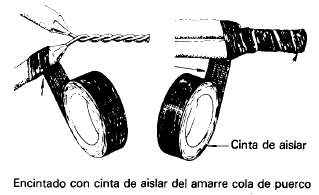 Cinta de aislar
Encintado con cinta de aislar del amarre cola de puerco